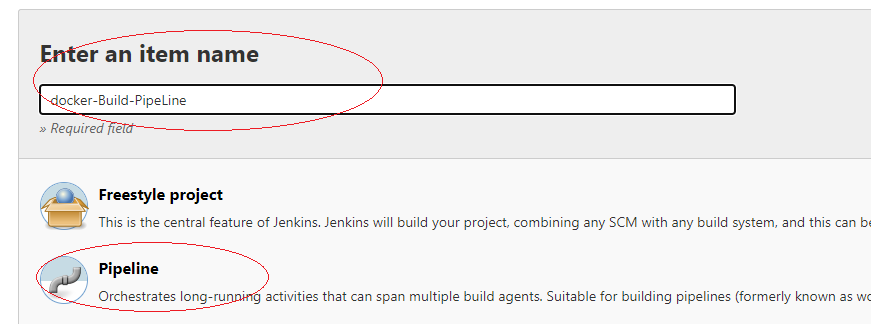 Enter an item name
docker-Build-PipeLine
» Required field
Freestyle project
This is the central feature of Jenkins. Jenkins will build your project, combining any SCM with any build system, and this can be
Pipeline
Orchestrates long-running activities that can span multiple build agents. Suitable for building pipelines (formerly known as wo